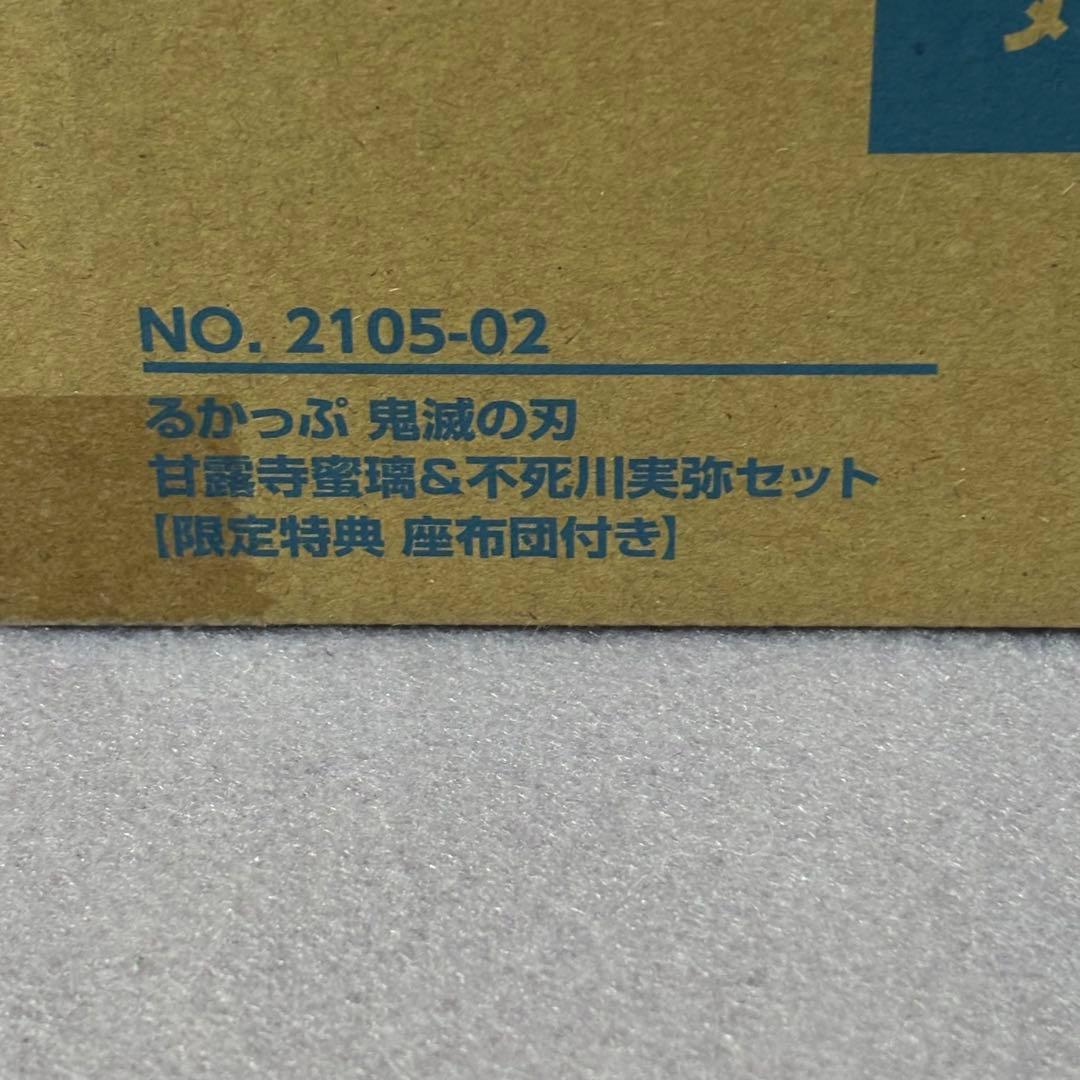 NO. 2105-02
るかっぷ 鬼滅の刃
甘露寺蜜璃&不死川実弥セット
【限定特典 座布団付き】